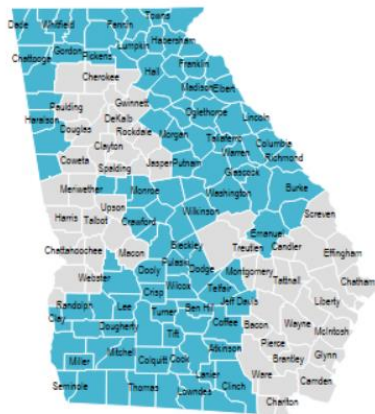 Towns
Dade Whitfield Fannin
Lumpkin Habersham
Chattooga Gordon Pickens
Franklin
Hall
Cherokee Madison Elbert
Gwinnett
Paulding Oglethorpe Lincoln
DeKalb
Haralson Douglas Rockdale Morgan Taliaferro Columbia
Clayton Warren Richmond
Coweta Jasper Putnam Glascock
Spalding
Meriwether Monroe Washington Burke
Upson Wilkinson
Harris Talbot Crawford Screven
Emanuel
Chattahoochee Macon Bleckley Treutlen Candler Effingham
Pulaski
Webster Dooly Dodge Montgomery Tattnall Chatham
Wilcox
Randolph Crisp Telfair Liberty
Lee Jeff Davis
Clay Turner Ben Hill Wayne
Dougherty Coffee Bacon McIntosh
Tift
Mitchell Pierce
Miller Colquitt Cook Atkinson Brantley Glynn
Lanier Ware
Seminole Thomas Clinch Camden
Lowndes
Charlton